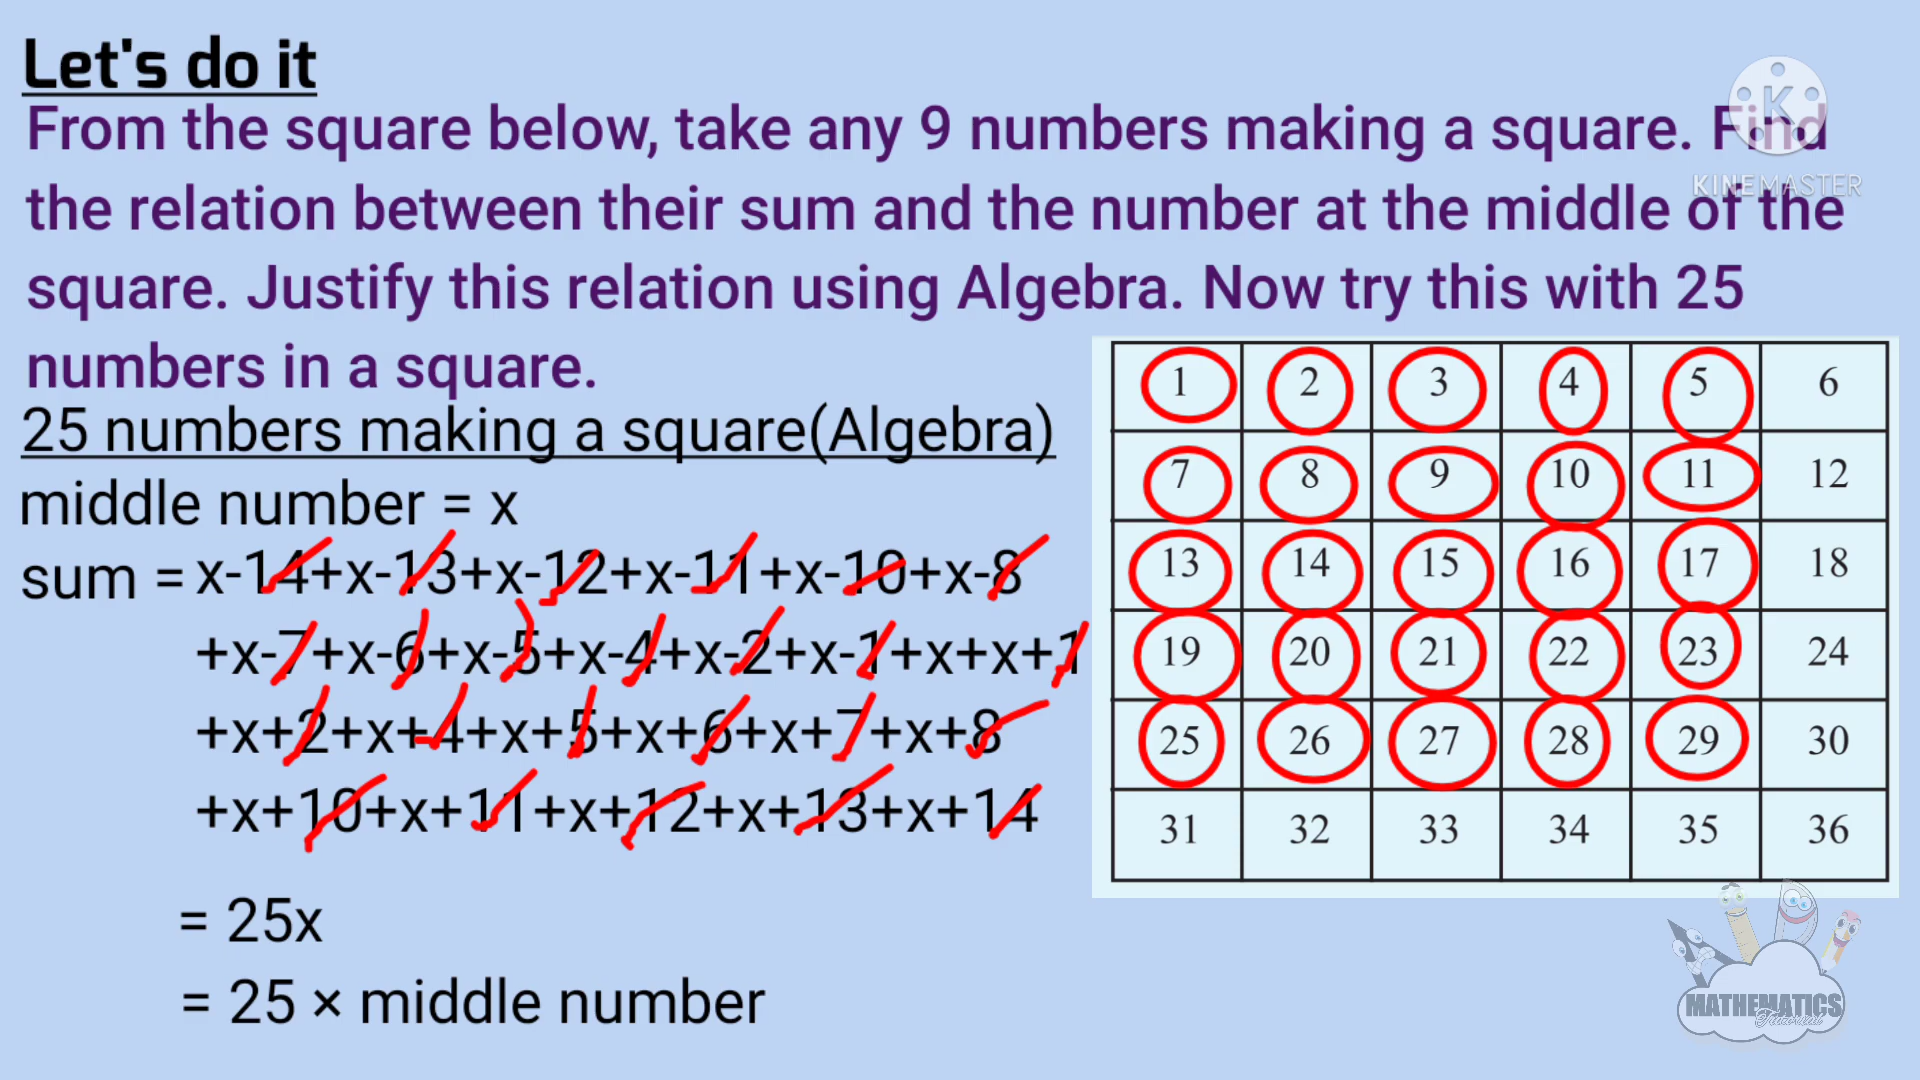 Let's do it
From the square below, take any 9 numbers making a square. Find
the relation between their sum and the number at the middle of the
square. Justify this relation using Algebra. Now try this with 25
numbers in a square.
KINEMASTER
25 numbers making a square(Algebra)
middle number = x
sum = x-14+x-13+x-12+x-11+x-10+x-8
+x-7+x-6+x-5+x-4+x-2+x-1+x+x+1
+x+2+x+4+x+5+x+6+x+7+x+8
+x+10+x+11+x+12+x+13+x+14
= 25x
= 25 × middle number
1 2 3 4 5 6
7 8 9 10 11 12
13 14 15 16 17 18
19 20 21 22 23 24
25 26 27 28 29 30
31 32 33 34 35 36
MATHEMATICS
Tutorial